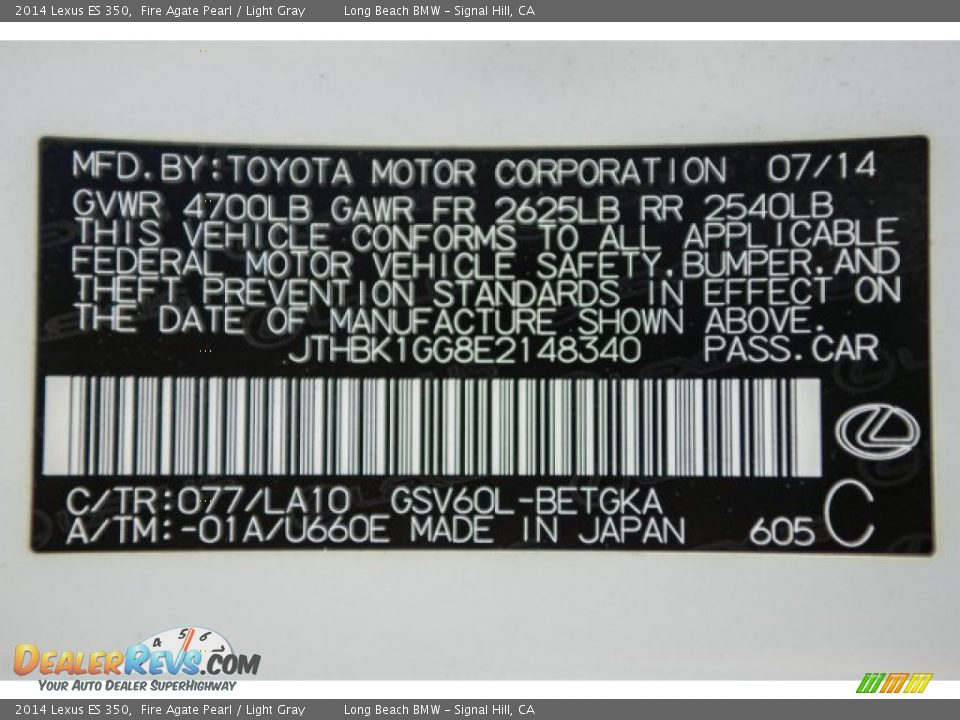 2014 Lexus ES 350, Fire Agate Pearl / Light Gray Long Beach BMW - Signal Hill, CA
MFD.BY:TOYOTA MOTOR CORPORATION 07/14
GVWR 4700LB GAWR FR 2625LB RR 2540LB
THIS VEHICLE CONFORMS TO ALL APPLICABLE
FEDERAL MOTOR VEHICLE SAFETY.BUMPER.AND
THEFT PREVENTION STANDARDS IN EFFECT ON
THE DATE OF MANUFACTURE SHOWN ABOVE.
JTHBK1GG8E2148340 PASS.CAR
C/TR:077/LA10 GSV60L-BETGKA
A/TM:-01A/U660E MADE IN JAPAN 605 C
4 5 6 7
DealerRevs.com
Your Auto Dealer SuperHighway
2014 Lexus ES 350, Fire Agate Pearl / Light Gray Long Beach BMW - Signal Hill, CA